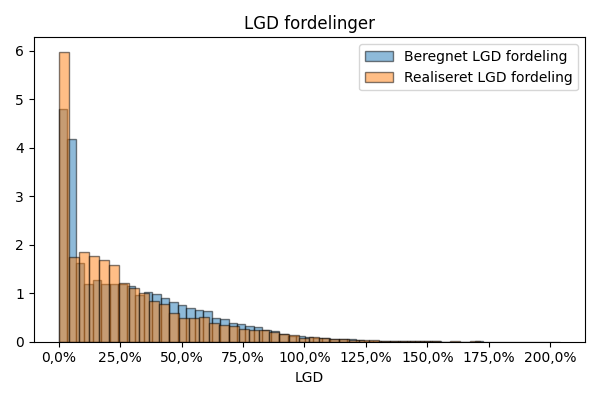 LGD fordelinger
Beregnet LGD fordeling
Realiseret LGD fordeling
6
5
4
3
2
1
0
0,0% 25,0% 50,0% 75,0% 100,0% 125,0% 150,0% 175,0% 200,0%
LGD